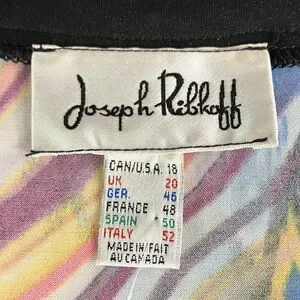 Joseph Ribkoff
CAN/U.S.A. 18
UK 20
GER. 46
FRANCE 48
SPAIN 50
ITALY 52
MADE IN/FAIT
AU CANADA